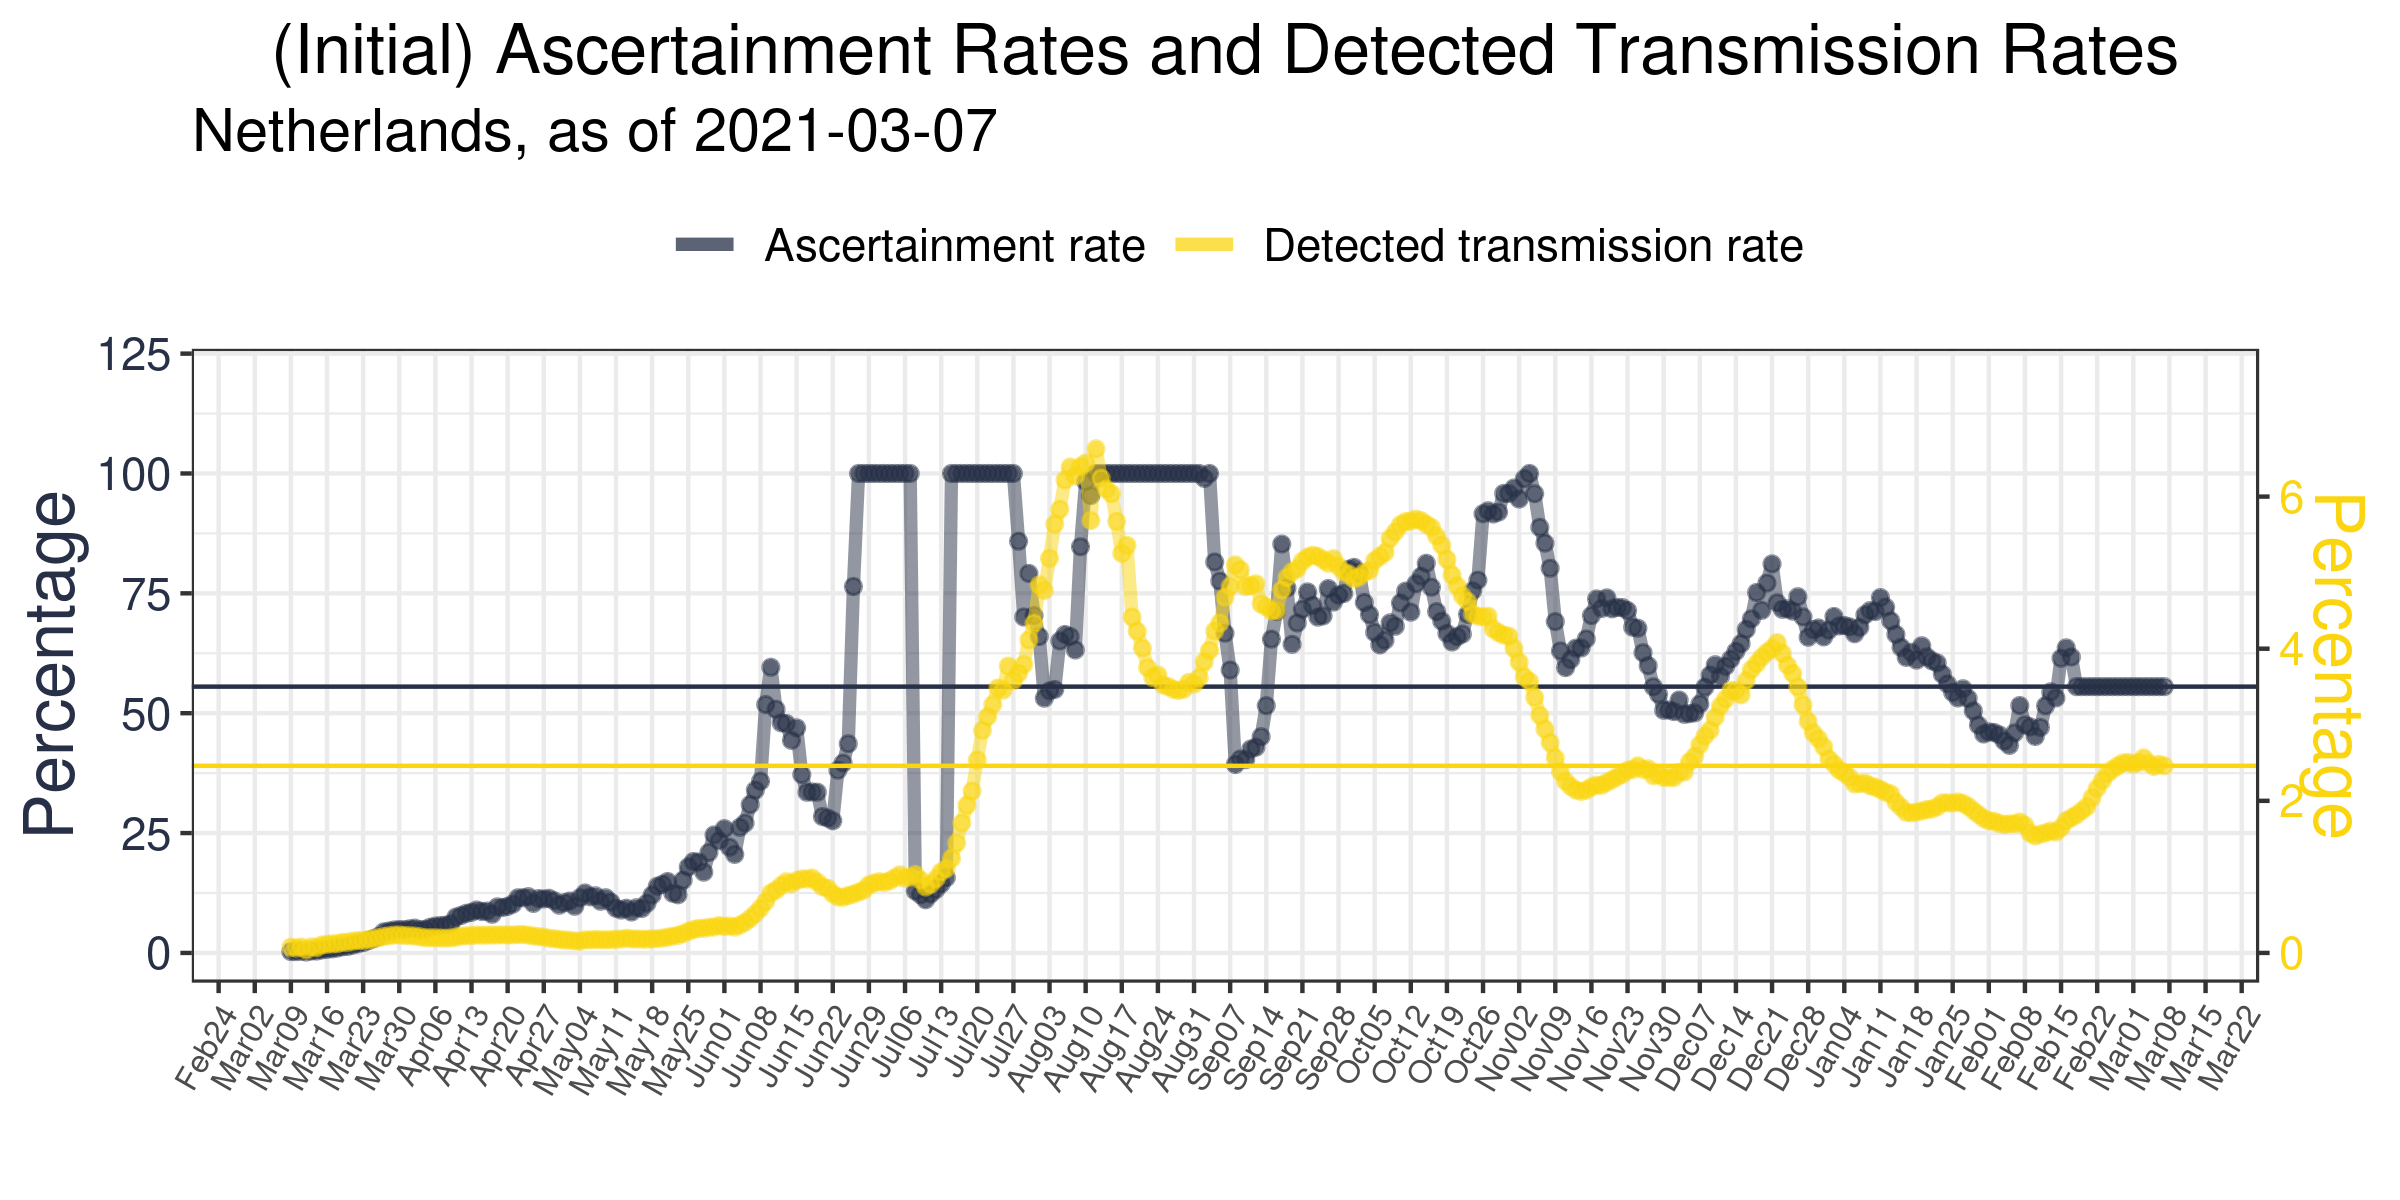 (Initial) Ascertainment Rates and Detected Transmission Rates
Netherlands, as of 2021-03-07
Ascertainment rate
Detected transmission rate
Percentage
125
100
75
50
25
0
6
4
2
0
Percentage
Feb24
Mar02
Mar09
Mar16
Mar23
Mar30
Apr06
Apr13
Apr20
Apr27
May04
May11
May18
May25
Jun01
Jun08
Jun15
Jun22
Jun29
Jul06
Jul13
Jul20
Jul27
Aug03
Aug10
Aug17
Aug24
Aug31
Sep07
Sep14
Sep21
Sep28
Oct05
Oct12
Oct19
Oct26
Nov02
Nov09
Nov16
Nov23
Nov30
Dec07
Dec14
Dec21
Dec28
Dec04
Jan11
Jan18
Jan25
Feb01
Feb08
Feb15
Feb22
Mar01
Mar08
Mar15
Mar22